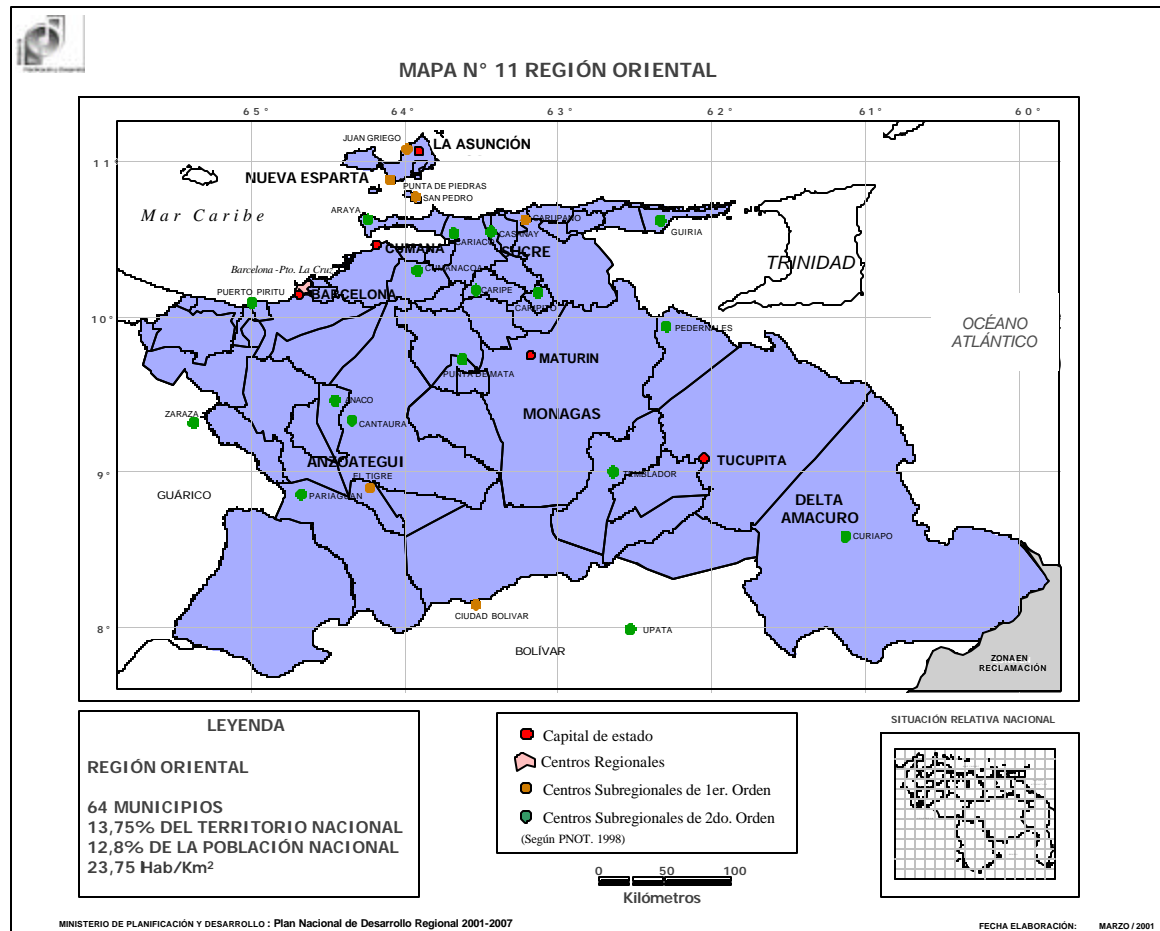 MAPA N° 11 REGIÓN ORIENTAL
65° 64° 63° 62° 61° 60°
11°
10°
9°
8°
JUAN GRIEGO
LA ASUNCIÓN
NUEVA ESPARTA
PUNTA DE PIEDRAS
SAN PEDRO
Mar Caribe
ARAYA
CARUPANO
CARIACO
CASANAY
GUIRIA
CUMANA
SUCRE
TRINIDAD
Barcelona -Pto. La Cruz
CUMANACOA
PUERTO PIRITU
BARCELONA
CARIPE
CARIPITO
PEDERNALES
OCÉANO
ATLÁNTICO
MATURIN
PUNTA DE MATA
ANACO
MONAGAS
ZARAZA
CANTAURA
ANZOATEGUI
EL TIGRE
TEMBLADOR
TUCUPITA
GUÁRICO
PARIAGUAN
DELTA
AMACURO
CURIAPO
CIUDAD BOLIVAR
UPATA
BOLÍVAR
ZONA EN
RECLAMACIÓN
LEYENDA
REGIÓN ORIENTAL
64 MUNICIPIOS
13,75% DEL TERRITORIO NACIONAL
12,8% DE LA POBLACIÓN NACIONAL
23,75 Hab/Km²
Capital de estado
Centros Regionales
Centros Subregionales de 1er. Orden
Centros Subregionales de 2do. Orden
(Según PNOT. 1998)
0 50 100
Kilómetros
SITUACIÓN RELATIVA NACIONAL
MINISTERIO DE PLANIFICACIÓN Y DESARROLLO : Plan Nacional de Desarrollo Regional 2001-2007
FECHA ELABORACIÓN: MARZO / 2001